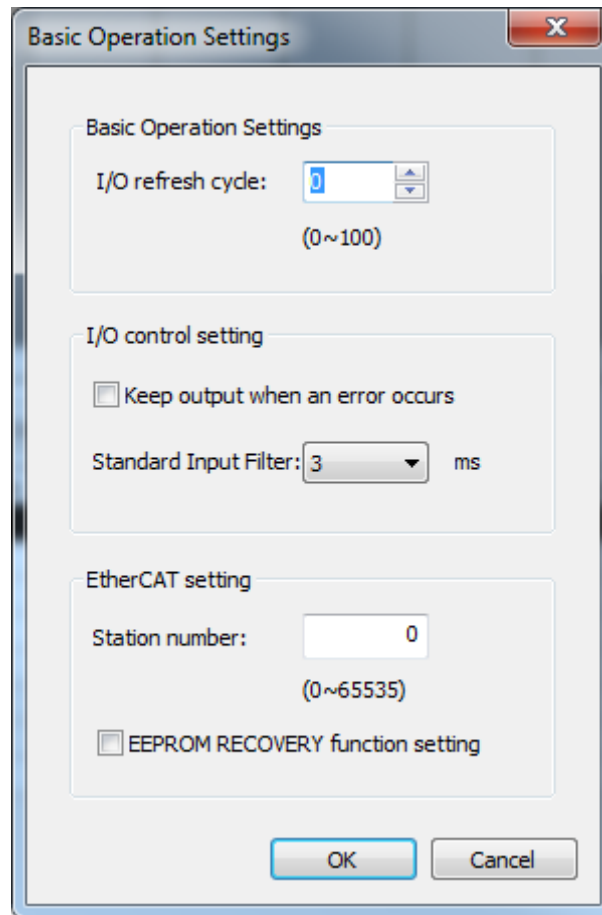 Basic Operation Settings
Basic Operation Settings
I/O refresh cycle: 0
(0~100)
I/O control setting
Keep output when an error occurs
Standard Input Filter: 3 ms
EtherCAT setting
Station number: 0
(0~65535)
EEPROM RECOVERY function setting
OK Cancel